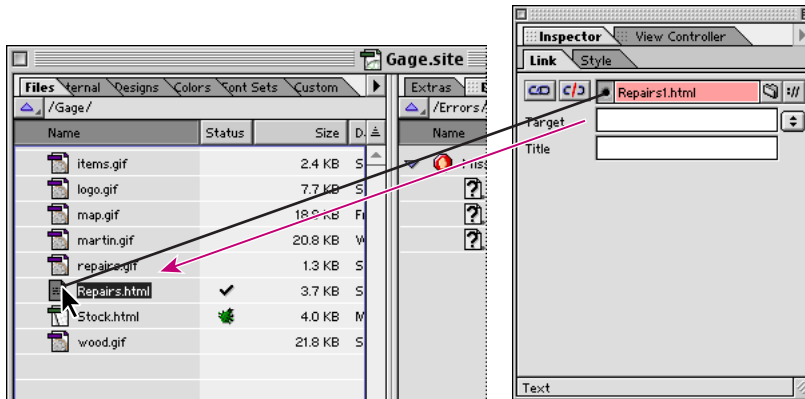 Gage.site
Files ternal Designs Colors Font Sets Custom
/Gage/
Name Status Size D.
items.gif 2.4 KB S
logo.gif 7.7 KB S
map.gif KB
martin.gif 20.8 KB
repairs.gif 1.3 KB S
Repairs.html 3.7 KB S
Stock.html 4.0 KB M
wood.gif 21.8 KB S
Extras
/Errors/
Name
Inspector View Controller
Link Style
Repairs1.html
Target
Title
Text